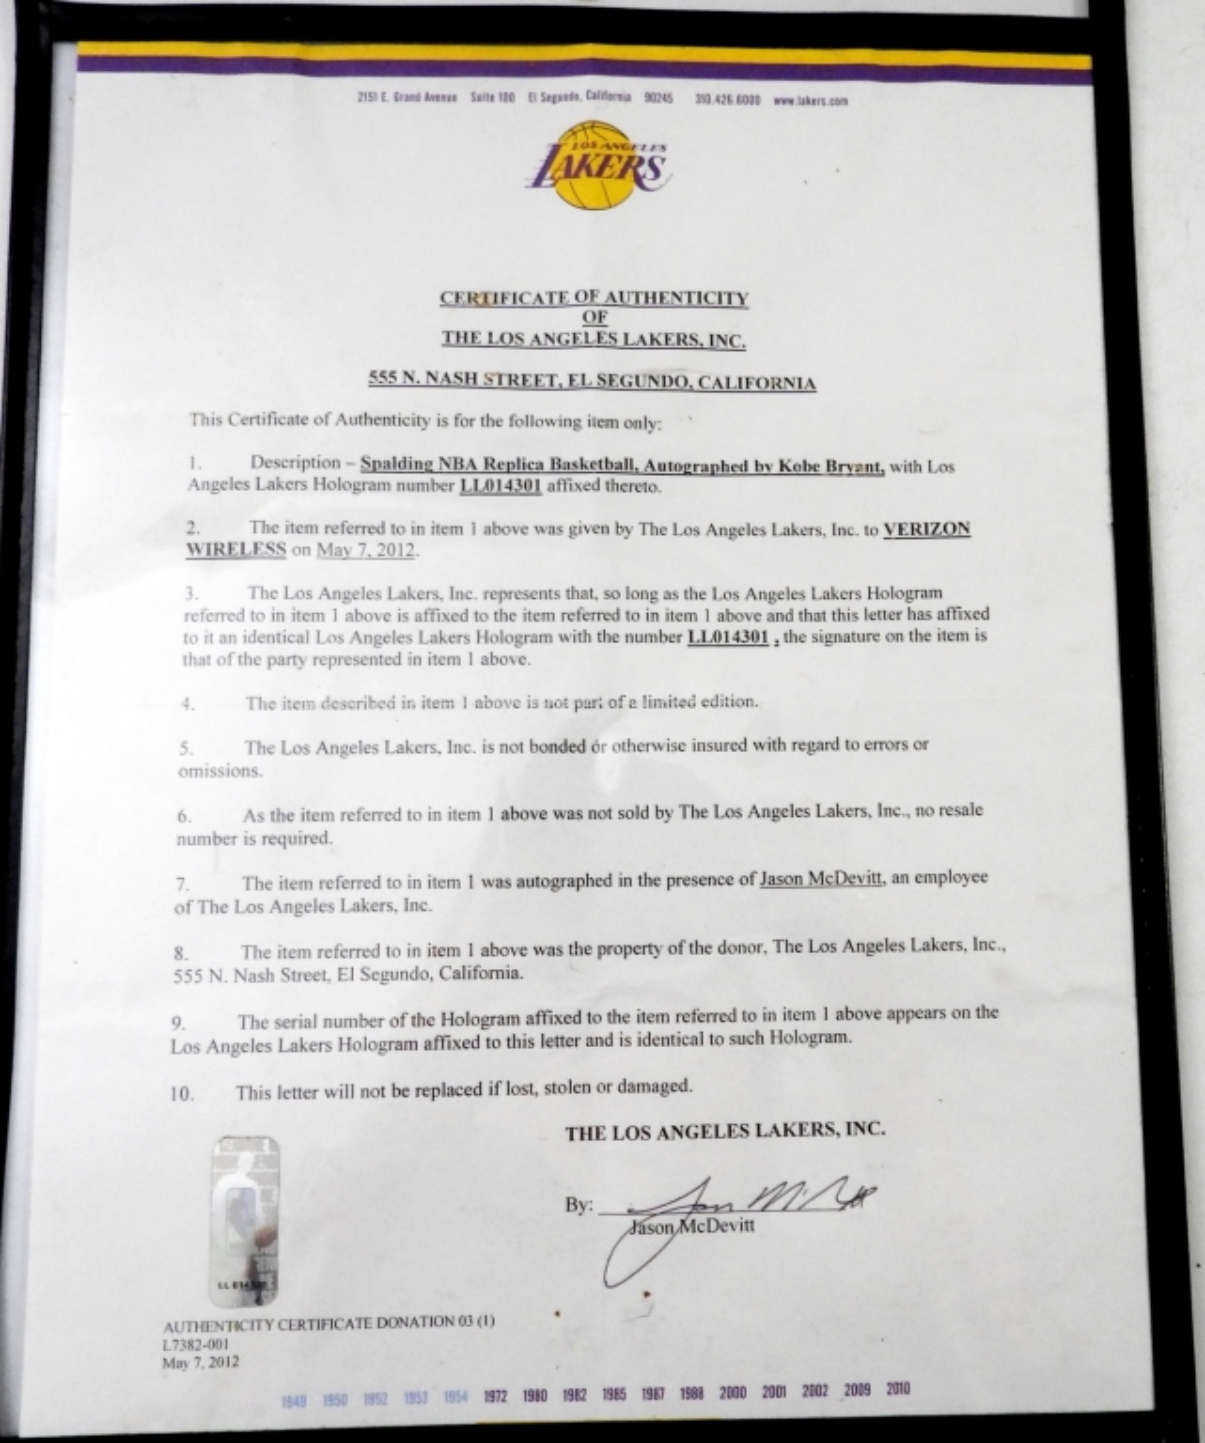 2151 E. Grand Avenue Suite 100 El Segundo, California 90245 310.426.6000 www.lakers.com
LOS ANGELES
LAKERS
CERTIFICATE OF AUTHENTICITY
OF
THE LOS ANGELES LAKERS, INC.
555 N. NASH STREET, EL SEGUNDO, CALIFORNIA
This Certificate of Authenticity is for the following item only:
1. Description – Spalding NBA Replica Basketball, Autographed by Kobe Bryant, with Los
Angeles Lakers Hologram number LL014301 affixed thereto.
2. The item referred to in item 1 above was given by The Los Angeles Lakers, Inc. to VERIZON
WIRELESS on May 7, 2012.
3. The Los Angeles Lakers, Inc. represents that, so long as the Los Angeles Lakers Hologram
referred to in item 1 above is affixed to the item referred to in item 1 above and that this letter has affixed
to it an identical Los Angeles Lakers Hologram with the number LL014301 , the signature on the item is
that of the party represented in item 1 above.
4. The item described in item 1 above is not part of a limited edition.
5. The Los Angeles Lakers, Inc. is not bonded or otherwise insured with regard to errors or
omissions.
6. As the item referred to in item 1 above was not sold by The Los Angeles Lakers, Inc., no resale
number is required.
7. The item referred to in item 1 was autographed in the presence of Jason McDevitt, an employee
of The Los Angeles Lakers, Inc.
8. The item referred to in item 1 above was the property of the donor, The Los Angeles Lakers, Inc.,
555 N. Nash Street, El Segundo, California.
9. The serial number of the Hologram affixed to the item referred to in item 1 above appears on the
Los Angeles Lakers Hologram affixed to this letter and is identical to such Hologram.
10. This letter will not be replaced if lost, stolen or damaged.
THE LOS ANGELES LAKERS, INC.
By:
Jason McDevitt
AUTHENTICITY CERTIFICATE DONATION 03 (1)
L7382-001
May 7, 2012
1949 1950 1952 1953 1954 1972 1980 1982 1985 1987 1988 2000 2001 2002 2009 2010